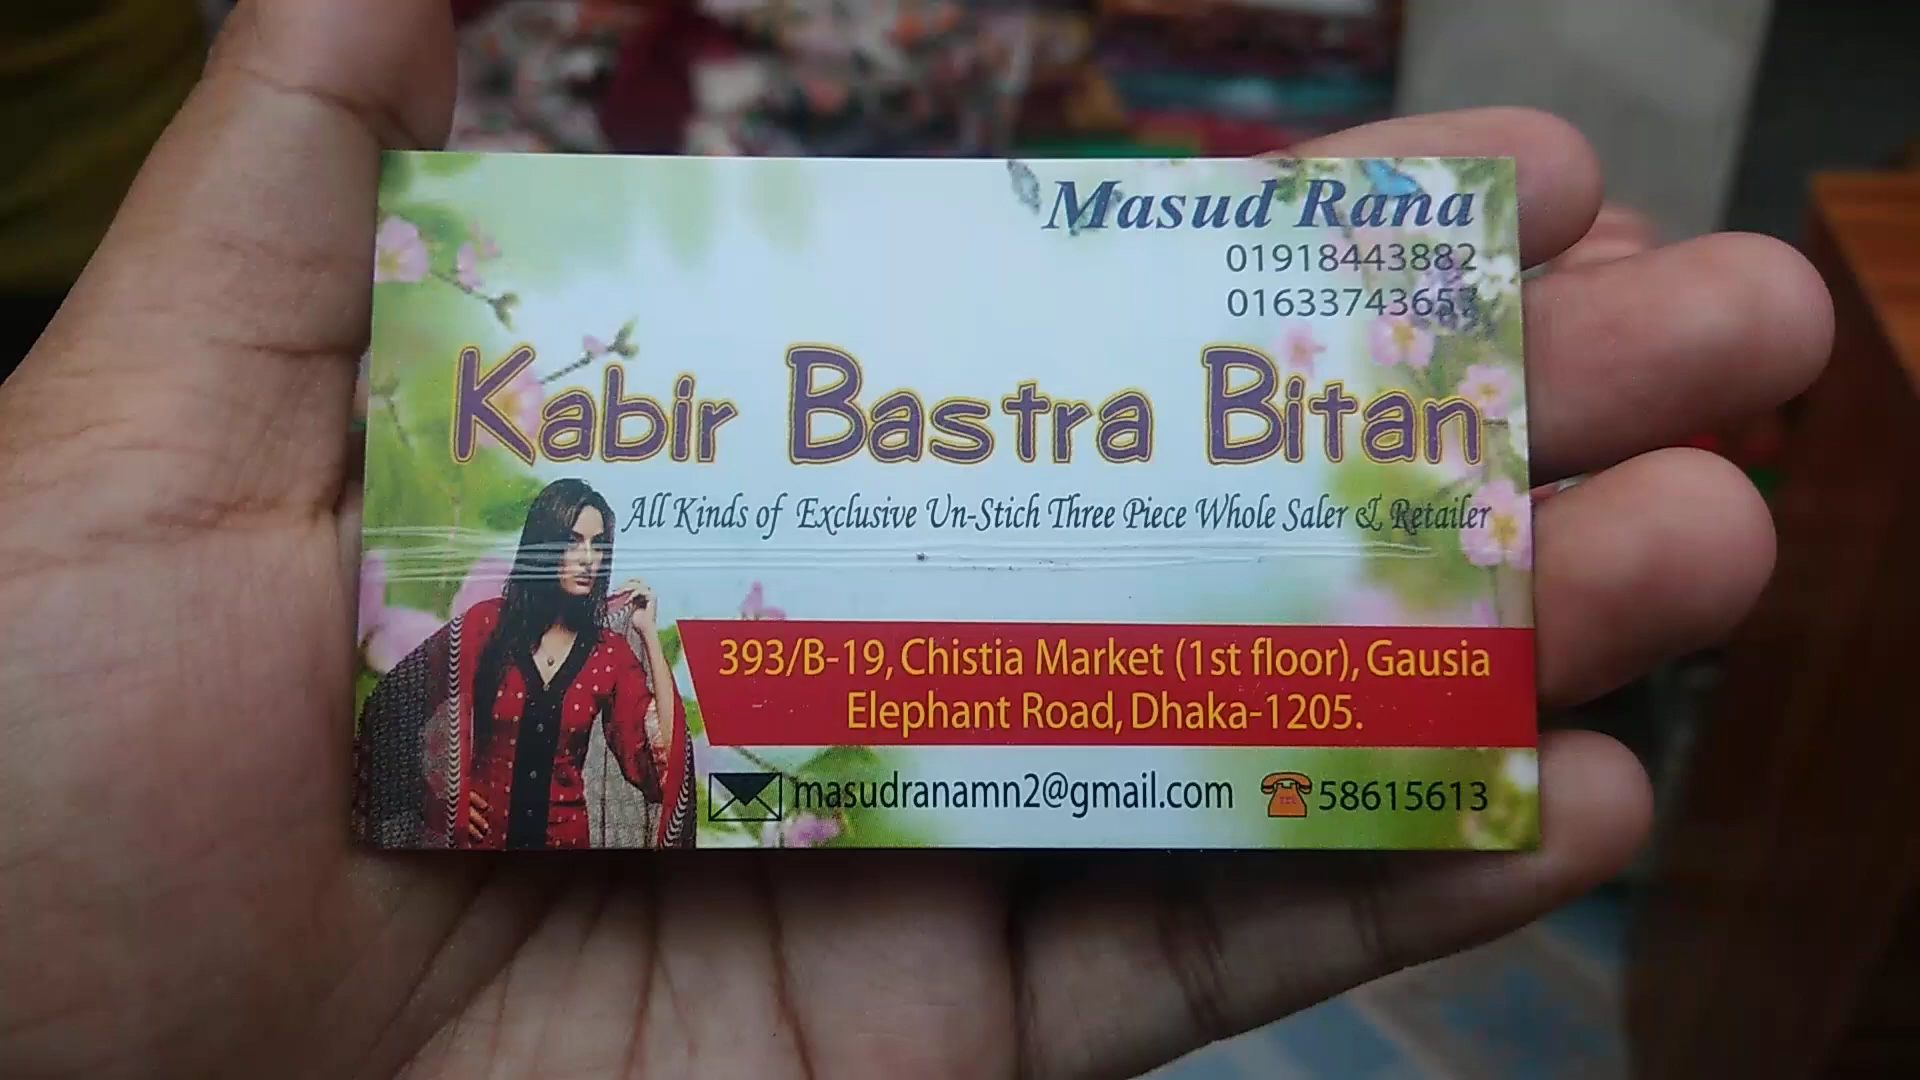 Masud Rana
01918443882
01633743657
Kabir Bastra Bitan
All Kinds of Exclusive Un-Stich Three Piece Whole Saler & Retailer
393/B-19, Chistia Market (1st floor), Gausia
Elephant Road, Dhaka-1205.
masudranamn2@gmail.com 58615613